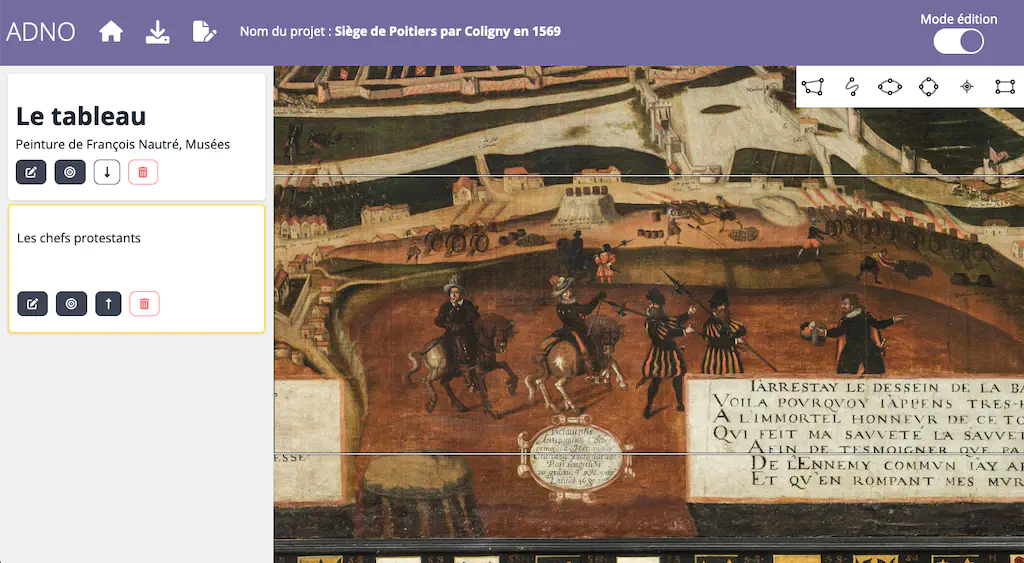 ADNO
Nom du projet : Siège de Poitiers par Coligny en 1569
Mode édition
Le tableau
Peinture de François Nautré, Musées
Les chefs protestants
IARRESTAY LE DESSEIN DE LA BA
VOILA POVRQVOY IAPPENS TRES-H
A L'IMMORTEL HONNEVR DE CE TO
QVI FEIT MA SAVVETÉ LA SAVVET
AFIN DE TESMOIGNER QVE PA
DE L'ENNEMY COMMVN IAY AR
ET QV'EN ROMPANT MES MVR
ESSE